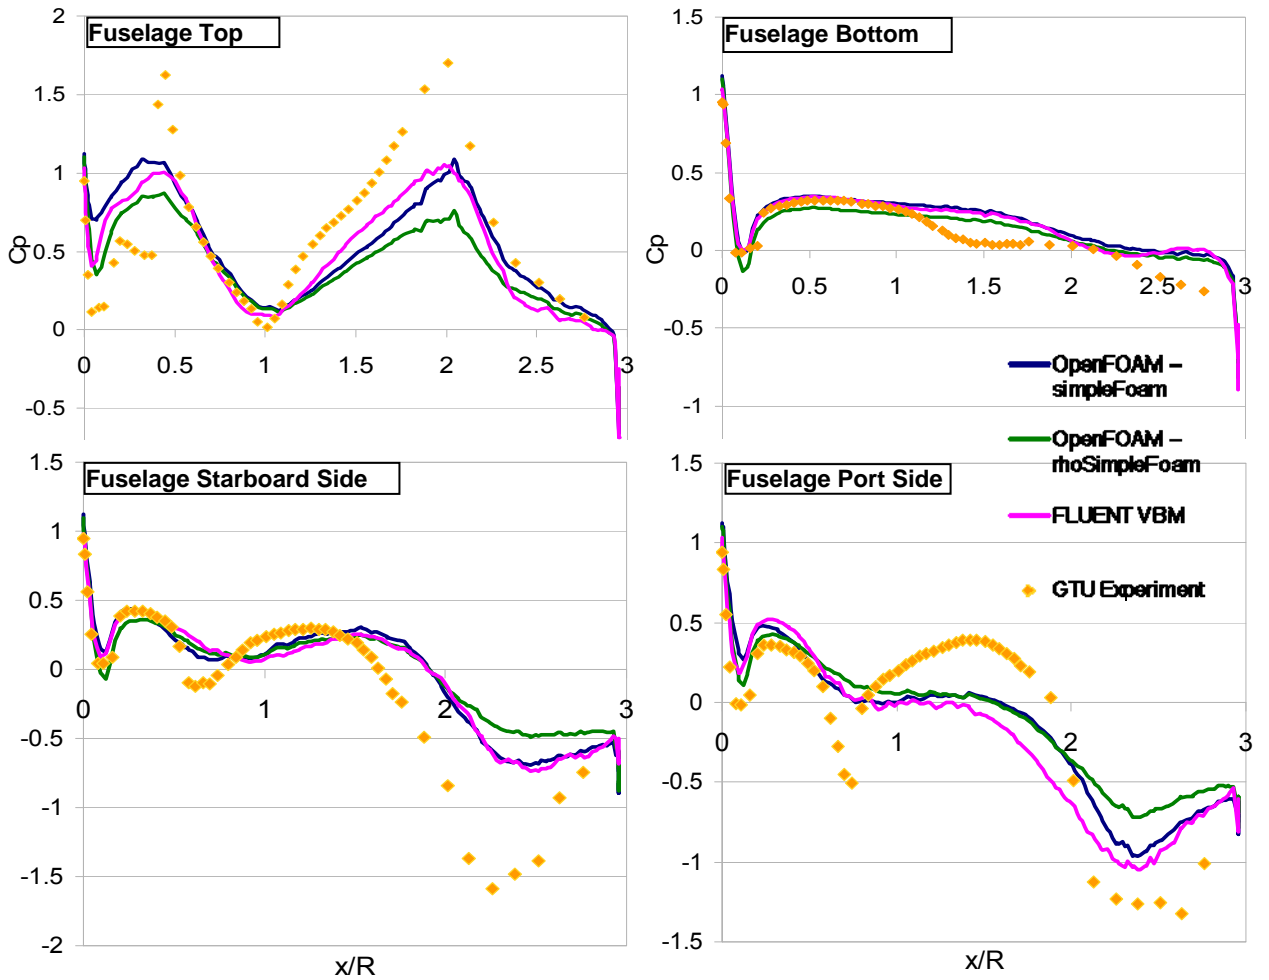 Fuselage Top
2
1.5
1
0.5
0
-0.5
Cp
0 0.5 1 1.5 2 2.5 3
Fuselage Bottom
1.5
1
0.5
0
-0.5
-1
Cp
0 0.5 1 1.5 2 2.5 3
OpenFOAM –
simpleFoam
OpenFOAM –
rhoSimpleFoam
FLUENT VBM
GTU Experiment
Fuselage Starboard Side
1.5
1
0.5
0
-0.5
-1
-1.5
-2
0 1 2 3
x/R
Fuselage Port Side
1.5
1
0.5
0
-0.5
-1
-1.5
0 1 2 3
x/R